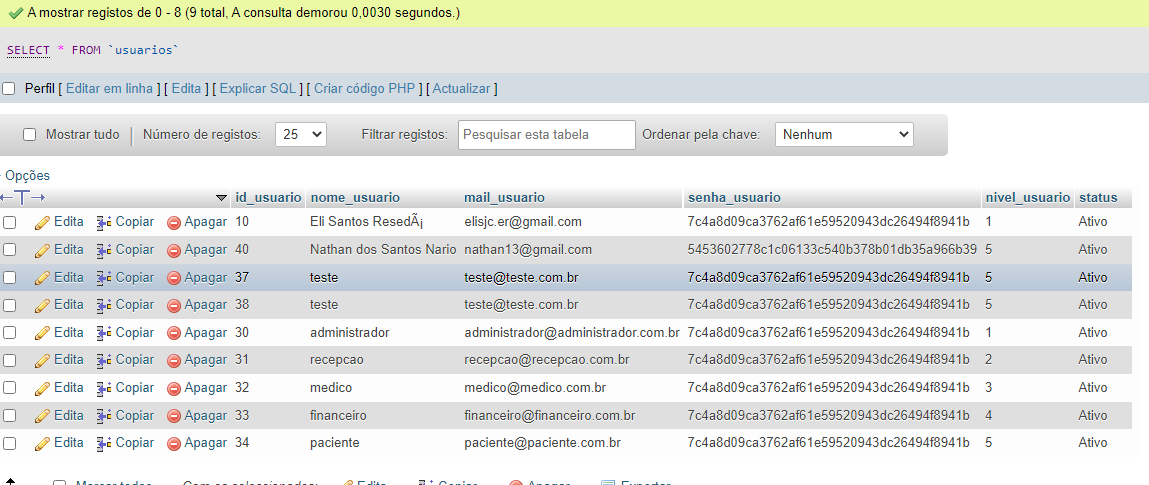 A mostrar registos de 0 - 8 (9 total, A consulta demorou 0,0030 segundos.)
SELECT * FROM `usuarios`
Perfil [ Editar em linha ] [ Edita ] [ Explicar SQL ] [ Criar código PHP ] [ Actualizar ]
Mostrar tudo Número de registos: 25 Filtrar registos: Pesquisar esta tabela Ordenar pela chave: Nenhum
Opções
id_usuario nome_usuario mail_usuario senha_usuario nivel_usuario status
Edita Copiar Apagar 10 Eli Santos ResedÃ¡ elisjc.er@gmail.com 7c4a8d09ca3762af61e59520943dc26494f8941b 1 Ativo
Edita Copiar Apagar 40 Nathan dos Santos Nario nathan13@gmail.com 5453602778c1c06133c540b378b01db35a966b39 5 Ativo
Edita Copiar Apagar 37 teste teste@teste.com.br 7c4a8d09ca3762af61e59520943dc26494f8941b 5 Ativo
Edita Copiar Apagar 38 teste teste@teste.com.br 7c4a8d09ca3762af61e59520943dc26494f8941b 5 Ativo
Edita Copiar Apagar 30 administrador administrador@administrador.com.br 7c4a8d09ca3762af61e59520943dc26494f8941b 1 Ativo
Edita Copiar Apagar 31 recepcao recepcao@recepcao.com.br 7c4a8d09ca3762af61e59520943dc26494f8941b 2 Ativo
Edita Copiar Apagar 32 medico medico@medico.com.br 7c4a8d09ca3762af61e59520943dc26494f8941b 3 Ativo
Edita Copiar Apagar 33 financeiro financeiro@financeiro.com.br 7c4a8d09ca3762af61e59520943dc26494f8941b 4 Ativo
Edita Copiar Apagar 34 paciente paciente@paciente.com.br 7c4a8d09ca3762af61e59520943dc26494f8941b 5 Ativo
Marcar todos Com os seleccionados: Edita Copiar Apagar Exportar